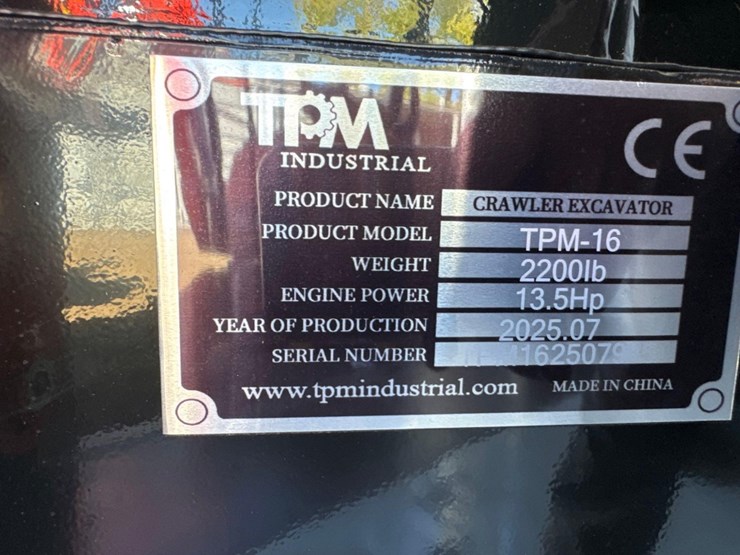 TPM
INDUSTRIAL
CE
PRODUCT NAME CRAWLER EXCAVATOR
PRODUCT MODEL TPM-16
WEIGHT 2200lb
ENGINE POWER 13.5Hp
YEAR OF PRODUCTION 2025.07
SERIAL NUMBER
www.tpmindustrial.com MADE IN CHINA